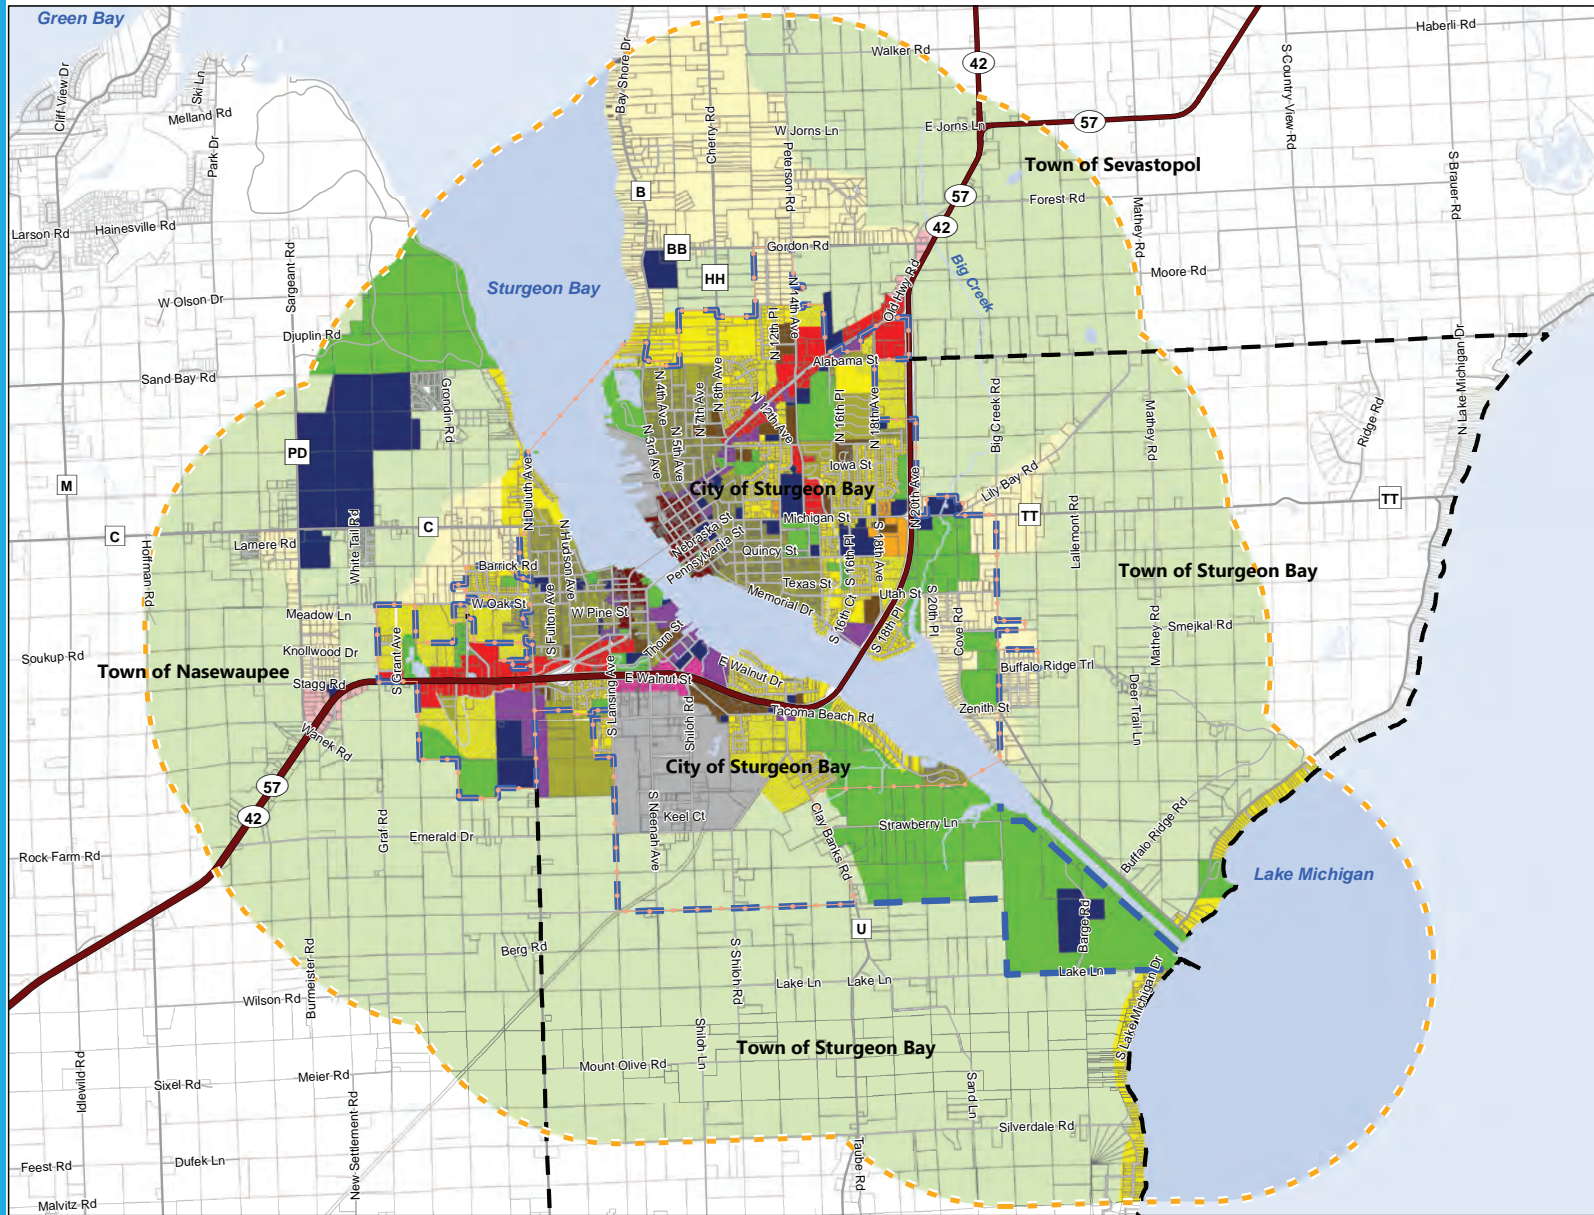 Green Bay
Haberli Rd
Walker Rd
42
S Country View Rd
Bay Shore Dr
Cliff View Dr
Ski Ln
Melland Rd
Park Dr
Cherry Rd
W Jorns Ln
E Jorns Ln
57
Peterson Rd
Town of Sevastopol
S Brauer Rd
B
57
Forest Rd
Mathey Rd
Larson Rd
Hainesville Rd
42
BB
Gordon Rd
Sargeant Rd
HH
Big Creek
Moore Rd
Sturgeon Bay
Old Hwy Rd
W Olson Dr
N 14th Ave
N 12th Pl
Djuplin Rd
N Lake Michigan Dr
Alabama St
Sand Bay Rd
Grondin Rd
N 4th Ave
N 7th Ave
N 8th Ave
N 12th Ave
N 16th Pl
N 18th Ave
Big Creek Rd
Mathey Rd
Ridge Rd
N 3rd Ave
N 5th Ave
PD
Iowa St
M
N Duluth Ave
City of Sturgeon Bay
N 20th Ave
Lily Bay Rd
TT
C
C
White Tail Rd
N Hudson Ave
Nebraska St
Michigan St
TT
Lallemont Rd
Lamere Rd
Pennsylvania St
Quincy St
S 16th Pl
S 18th Ave
Hoffman Rd
Barrick Rd
Texas St
Town of Sturgeon Bay
W Oak St
S Fulton Ave
W Pine St
Memorial Dr
Utah St
S 20th Pl
Meadow Ln
S 16th Ct
S 18th Pl
Cove Rd
Mathey Rd
Smejkal Rd
Thorn St
Soukup Rd
Knollwood Dr
S Grant Ave
Town of Nasewaupee
E Walnut Dr
Buffalo Ridge Trl
Stagg Rd
S Lansing Ave
E Walnut St
Deer Trail Ln
Shiloh Rd
Tacoma Beach Rd
Zenith St
Wanek Rd
City of Sturgeon Bay
57
42
Graf Rd
S Neenah Ave
Keel Ct
Clay Banks Rd
Strawberry Ln
Buffalo Ridge Rd
Emerald Dr
Rock Farm Rd
Lake Michigan
Barge Rd
U
Burmeister Rd
Berg Rd
S Shiloh Rd
Lake Ln
Lake Ln
Lake Ln
Wilson Rd
S Lake Michigan Dr
Shiloh Ln
Town of Sturgeon Bay
Idlewild Rd
Mount Olive Rd
Meier Rd
Sixel Rd
Sand Ln
New Settlement Rd
Silverdale Rd
Taube Rd
Feest Rd
Dufek Ln
Malvitz Rd